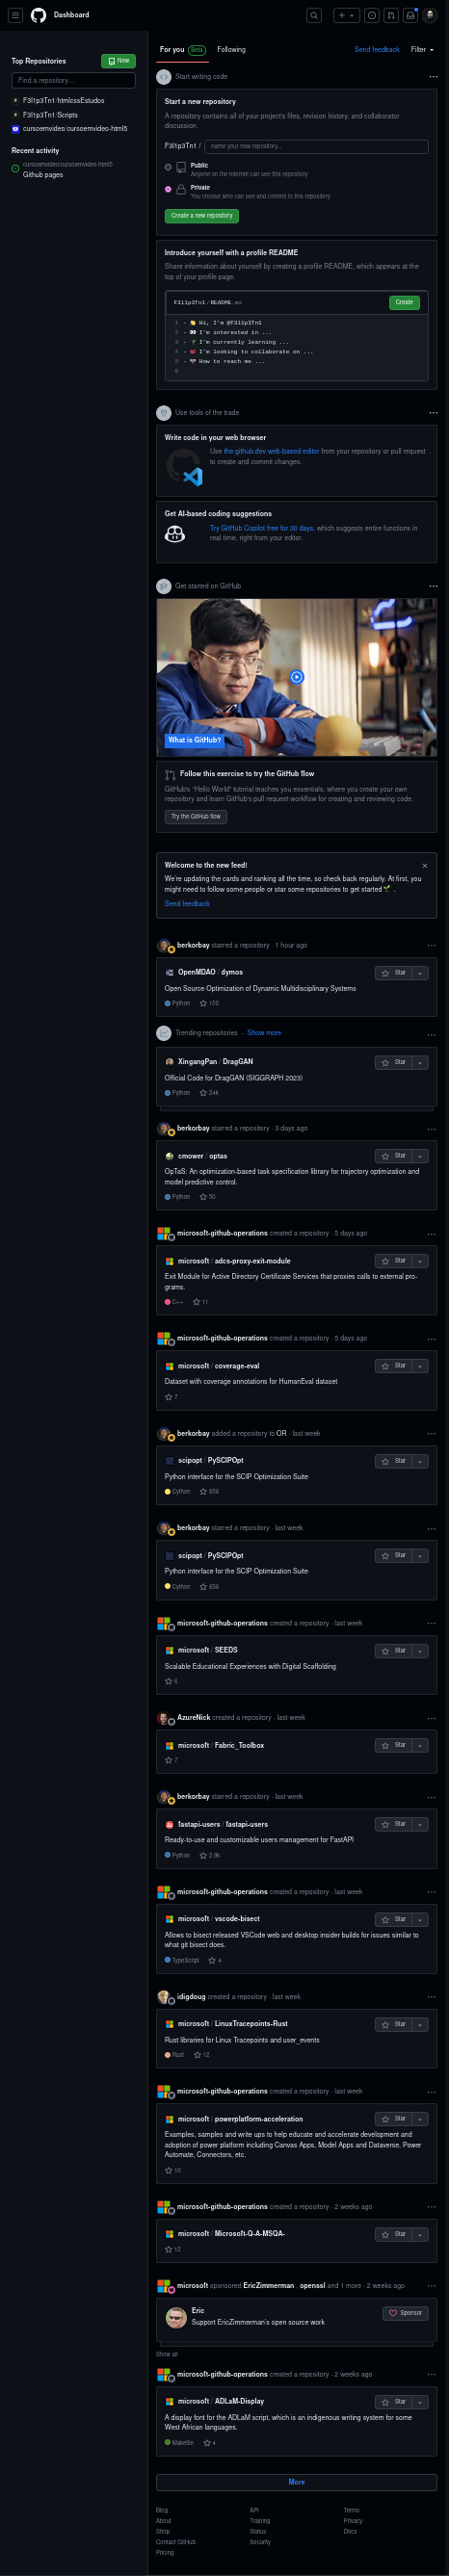 Dashboard
Top Repositories
New
Find a repository...
F3l1p3Tn1/htmlcssEstudos
F3l1p3Tn1/Scripts
cursoemvideo/cursoemvideo-html5
Recent activity
cursoemvideo/cursoemvideo-html5
Github pages
For you
Beta
Following
Send feedback
Filter
Start writing code
Start a new repository
A repository contains all of your project's files, revision history, and collaborator
discussion.
F3l1p3Tn1 /
name your new repository...
Public
Anyone on the internet can see this repository
Private
You choose who can see and commit to this repository
Create a new repository
Introduce yourself with a profile README
Share information about yourself by creating a profile README, which appears at the
top of your profile page.
F3l1p3Tn1/README.md
Create
1 - 👋 Hi, I'm @F3l1p3Tn1
2 - 👀 I'm interested in ...
3 - 🌱 I'm currently learning ...
4 - 💞️ I'm looking to collaborate on ...
5 - 📫 How to reach me ...
6
Use tools of the trade
Write code in your web browser
Use the github.dev web-based editor from your repository or pull request
to create and commit changes.
Get AI-based coding suggestions
Try GitHub Copilot free for 30 days, which suggests entire functions in
real time, right from your editor.
Get started on GitHub
What is GitHub?
Follow this exercise to try the GitHub flow
GitHub's “Hello World” tutorial teaches you essentials, where you create your own
repository and learn GitHub's pull request workflow for creating and reviewing code.
Try the GitHub flow
Welcome to the new feed!
We're updating the cards and ranking all the time, so check back regularly. At first, you
might need to follow some people or star some repositories to get started 🌱 .
Send feedback
berkorbay starred a repository · 1 hour ago
OpenMDAO / dymos
Star
Open Source Optimization of Dynamic Multidisciplinary Systems
Python 150
Trending repositories · Show more
XingangPan / DragGAN
Star
Official Code for DragGAN (SIGGRAPH 2023)
Python 24k
berkorbay starred a repository · 3 days ago
cmower / optas
Star
OpTaS: An optimization-based task specification library for trajectory optimization and
model predictive control.
Python 50
microsoft-github-operations created a repository · 5 days ago
microsoft / adcs-proxy-exit-module
Star
Exit Module for Active Directory Certificate Services that proxies calls to external pro-
grams.
C++ 11
microsoft-github-operations created a repository · 5 days ago
microsoft / coverage-eval
Star
Dataset with coverage annotations for HumanEval dataset
7
berkorbay added a repository to OR · last week
scipopt / PySCIPOpt
Star
Python interface for the SCIP Optimization Suite
Cython 656
berkorbay starred a repository · last week
scipopt / PySCIPOpt
Star
Python interface for the SCIP Optimization Suite
Cython 656
microsoft-github-operations created a repository · last week
microsoft / SEEDS
Star
Scalable Educational Experiences with Digital Scaffolding
6
AzureNick created a repository · last week
microsoft / Fabric_Toolbox
Star
7
berkorbay starred a repository · last week
fastapi-users / fastapi-users
Star
Ready-to-use and customizable users management for FastAPI
Python 2.9k
microsoft-github-operations created a repository · last week
microsoft / vscode-bisect
Star
Allows to bisect released VSCode web and desktop insider builds for issues similar to
what git bisect does.
TypeScript 4
idigdoug created a repository · last week
microsoft / LinuxTracepoints-Rust
Star
Rust libraries for Linux Tracepoints and user_events
Rust 12
microsoft-github-operations created a repository · last week
microsoft / powerplatform-acceleration
Star
Examples, samples and write ups to help educate and accelerate development and
adoption of power platform including Canvas Apps, Model Apps and Dataverse, Power
Automate, Connectors, etc.
10
microsoft-github-operations created a repository · 2 weeks ago
microsoft / Microsoft-Q-A-MSQA-
Star
12
microsoft sponsored EricZimmerman , openssl and 1 more · 2 weeks ago
Eric
Sponsor
Support EricZimmerman's open source work
Show all
microsoft-github-operations created a repository · 2 weeks ago
microsoft / ADLaM-Display
Star
A display font for the ADLaM script, which is an indigenous writing system for some
West African languages.
Makefile 4
More
Blog API Terms
About Training Privacy
Shop Status Docs
Contact GitHub Security
Pricing